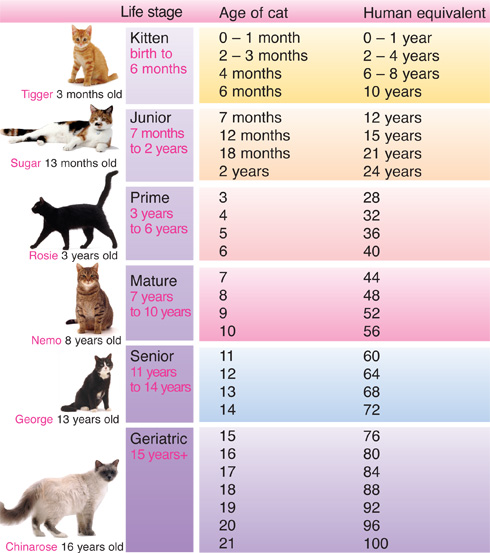 Life stage Age of cat Human equivalent
Kitten 0 – 1 month 0 – 1 year
birth to 2 – 3 months 2 – 4 years
6 months 4 months 6 – 8 years
6 months 10 years
Tigger 3 months old
Junior 7 months 12 years
7 months 12 months 15 years
to 2 years 18 months 21 years
2 years 24 years
Sugar 13 months old
Prime 3 28
3 years 4 32
to 6 years 5 36
6 40
Rosie 3 years old
Mature 7 44
7 years 8 48
to 10 years 9 52
10 56
Nemo 8 years old
Senior 11 60
11 years 12 64
to 14 years 13 68
14 72
George 13 years old
Geriatric 15 76
15 years+ 16 80
17 84
18 88
19 92
20 96
21 100
Chinarose 16 years old